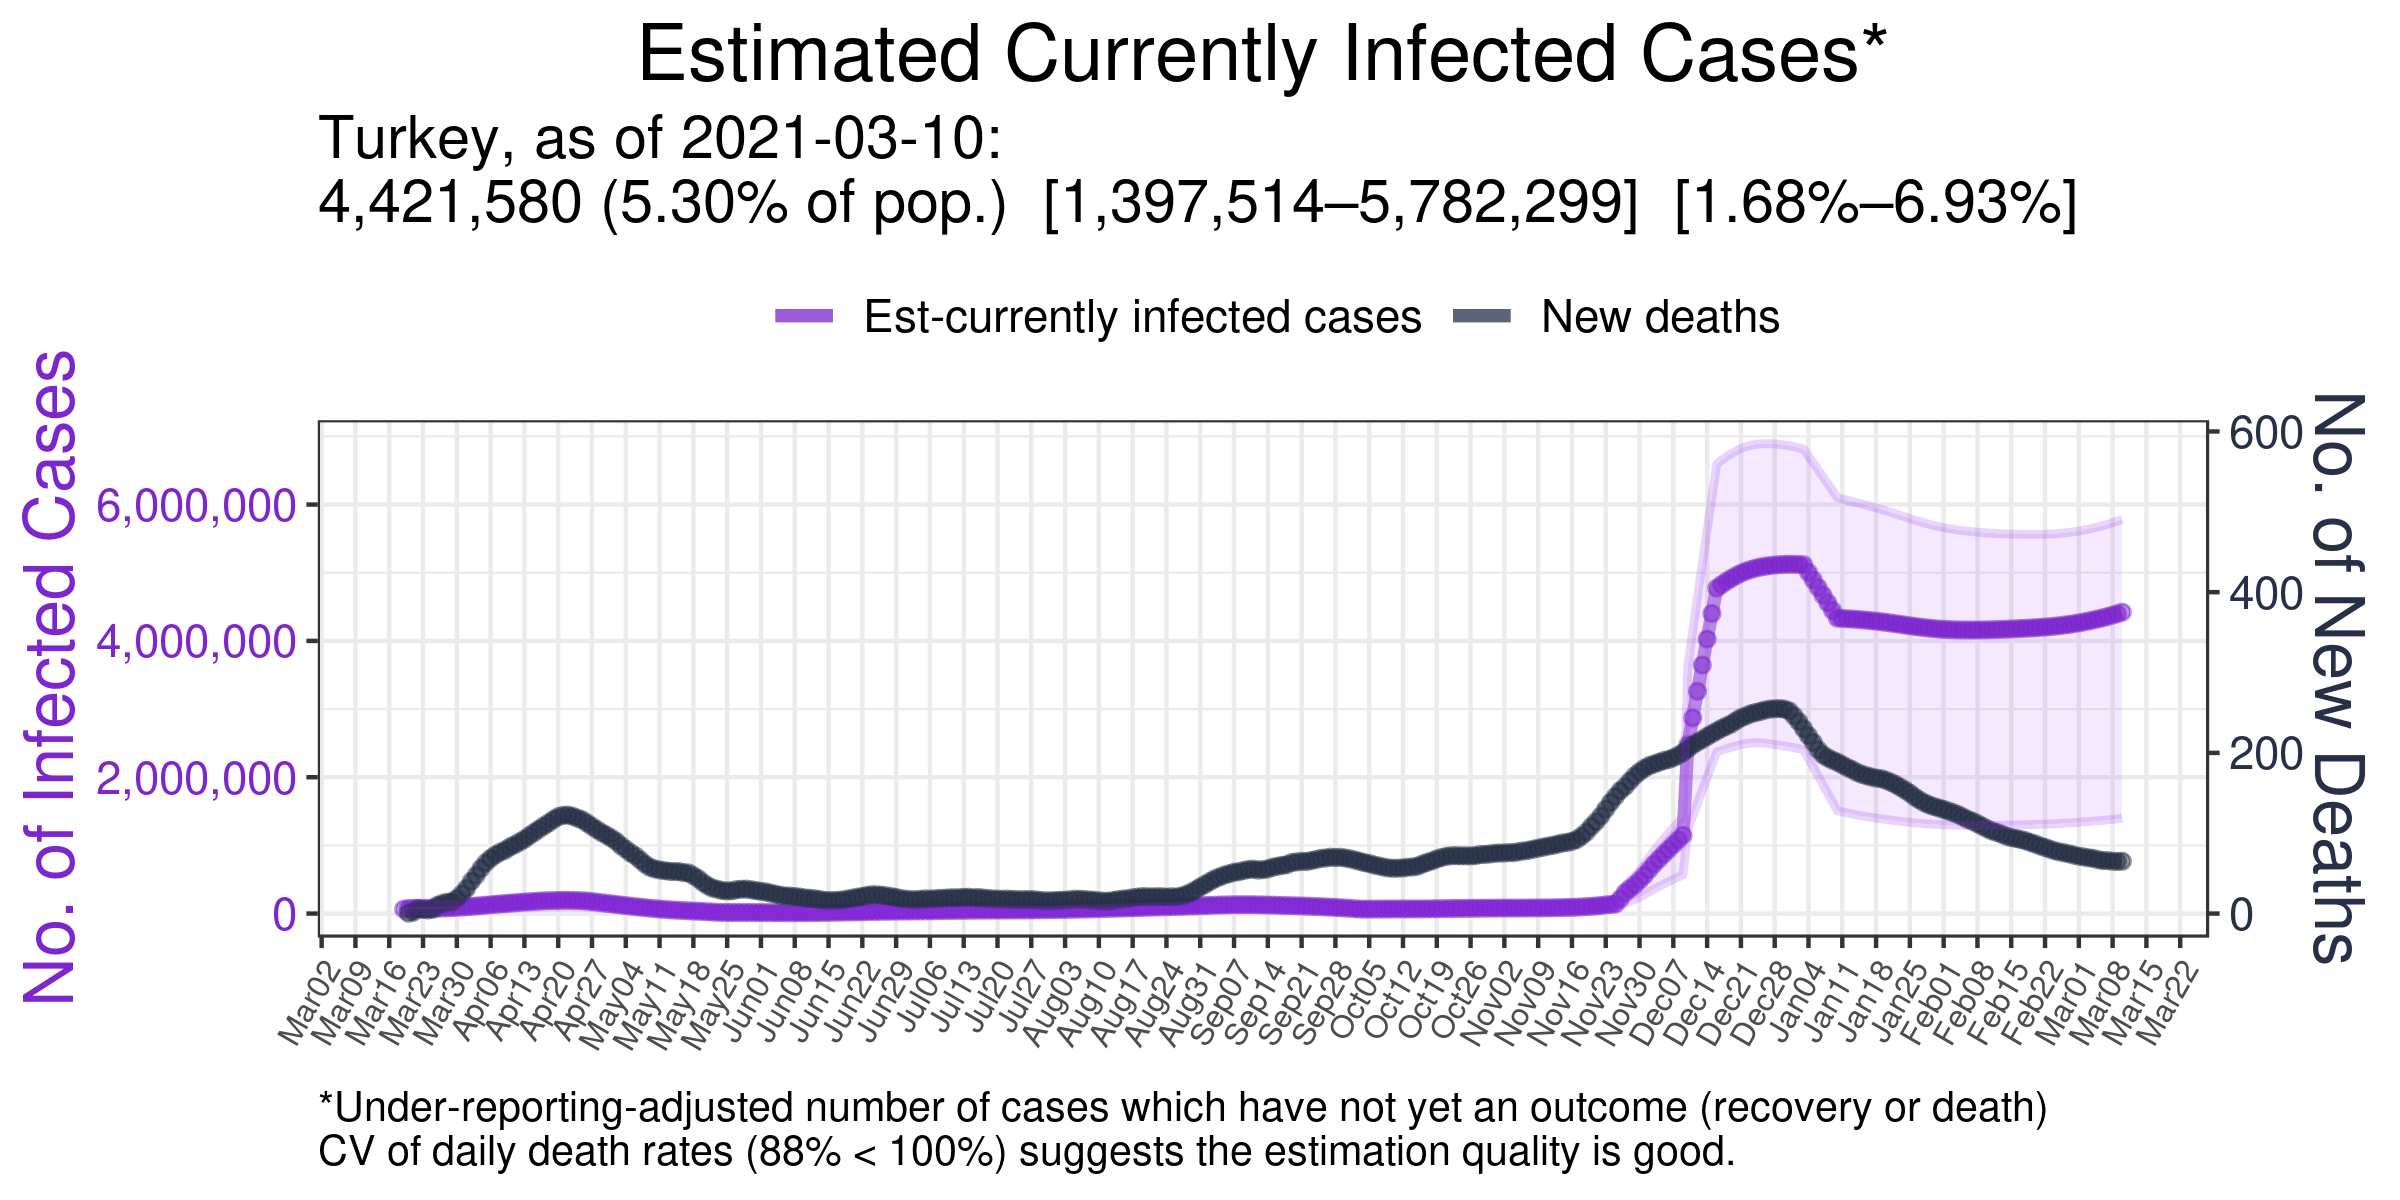 Estimated Currently Infected Cases*
Turkey, as of 2021-03-10:
4,421,580 (5.30% of pop.) [1,397,514–5,782,299] [1.68%–6.93%]
Est-currently infected cases
New deaths
No. of Infected Cases
6,000,000
4,000,000
2,000,000
0
600
400
200
0
No. of New Deaths
Mar02
Mar09
Mar16
Mar23
Mar30
Apr06
Apr13
Apr20
Apr27
May04
May11
May18
May25
Jun01
Jun08
Jun15
Jun22
Jun29
Jul06
Jul13
Jul20
Jul27
Aug03
Aug10
Aug17
Aug24
Aug31
Sep07
Sep14
Sep21
Sep28
Oct05
Oct12
Oct19
Oct26
Nov02
Nov09
Nov16
Nov23
Nov30
Dec07
Dec14
Dec21
Dec28
Jan04
Jan11
Jan18
Jan25
Feb01
Feb08
Feb15
Feb22
Mar01
Mar08
Mar15
Mar22
*Under-reporting-adjusted number of cases which have not yet an outcome (recovery or death)
CV of daily death rates (88% < 100%) suggests the estimation quality is good.